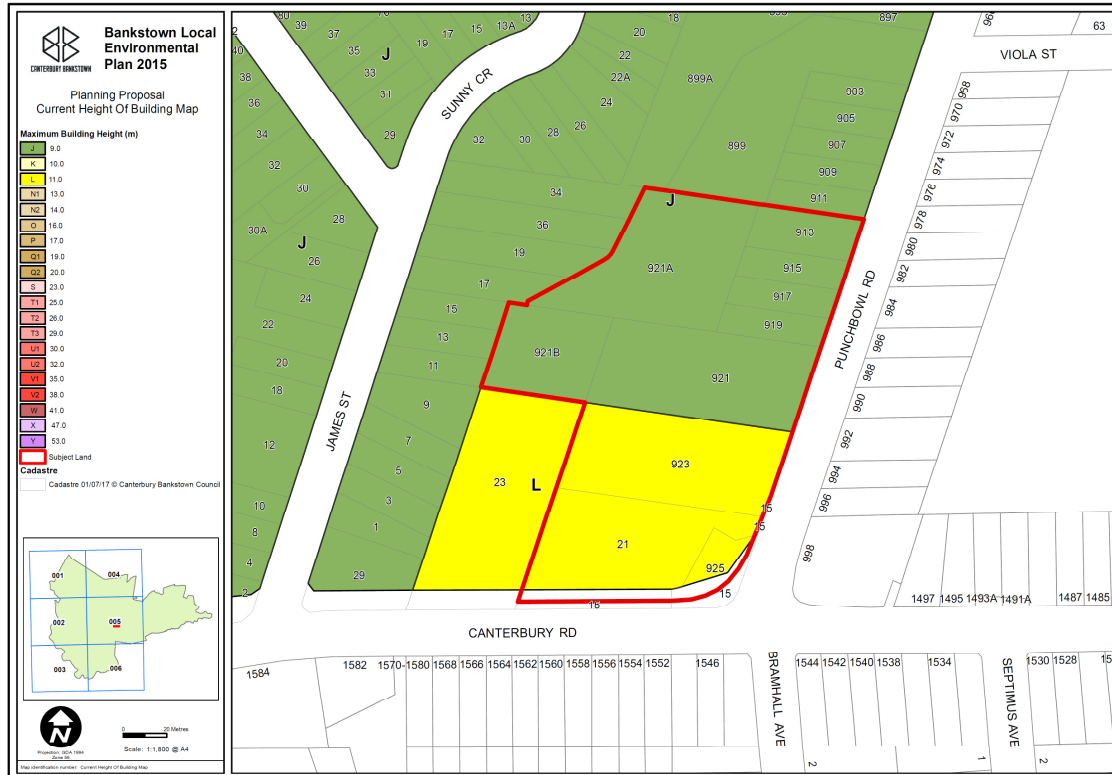 CANTERBURY BANKSTOWN
Bankstown Local
Environmental
Plan 2015
Planning Proposal
Current Height Of Building Map
Maximum Building Height (m)
J 9.0
K 10.0
L 11.0
N1 13.0
N2 14.0
O 16.0
P 17.0
Q1 19.0
Q2 20.0
S 23.0
T1 25.0
T2 26.0
T3 29.0
U1 30.0
U2 32.0
V1 35.0
V2 38.0
W 41.0
X 47.0
Y 53.0
Subject Land
Cadastre
Cadastre 01/07/17 © Canterbury Bankstown Council
001
004
002
005
003
006
N
0 20 Metres
Projection: GDA 1994
Zone 56
Scale: 1:1,800 @ A4
Map identification number: Current Height Of Building Map
39
37
35
33
31
29
J
19
17
15
13A
13
SUNNY CR
38
36
34
32
30
28
30A
J
26
24
22
20
18
12
10
8
4
2
JAMES ST
18
20
22
22A
24
26
28
30
32
34
36
19
17
15
13
11
9
7
5
3
1
29
897
899A
903
905
907
899
909
911
J
913
915
917
919
921A
921B
921
923
L
23
21
925
15
15
15
16
PUNCHBOWL RD
VIOLA ST
63
968
970
972
974
976
978
980
982
984
986
988
990
992
994
996
998
1497
1495
1493A
1491A
1487
1485
CANTERBURY RD
1584
1582
1570-1580
1568
1566
1564
1562
1560
1558
1556
1554
1552
1546
BRAMHALL AVE
1544
1542
1540
1538
1534
SEPTIMUS AVE
1530
1528
2
1
2